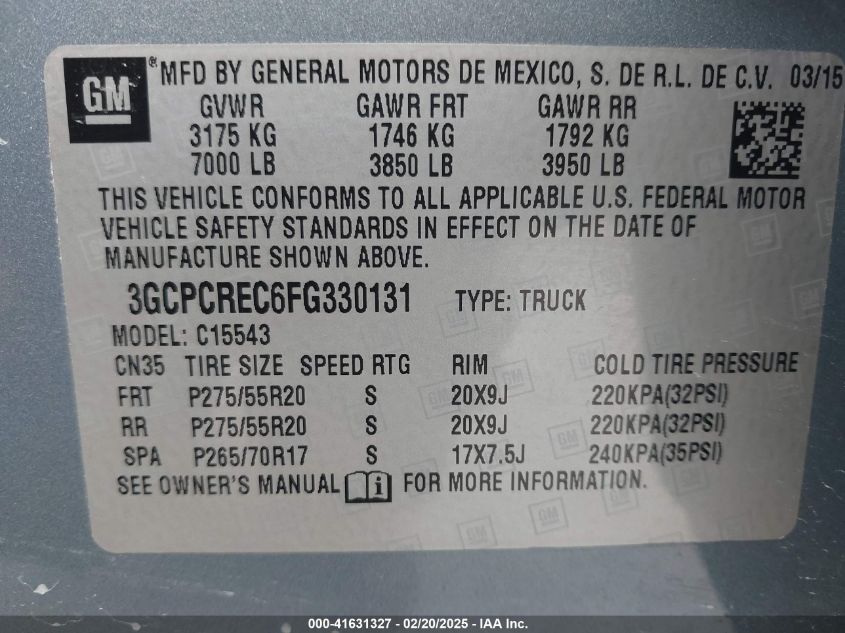 GM ® MFD BY GENERAL MOTORS DE MEXICO, S. DE R.L. DE C.V. 03/15
GVWR GAWR FRT GAWR RR
3175 KG 1746 KG 1792 KG
7000 LB 3850 LB 3950 LB
THIS VEHICLE CONFORMS TO ALL APPLICABLE U.S. FEDERAL MOTOR
VEHICLE SAFETY STANDARDS IN EFFECT ON THE DATE OF
MANUFACTURE SHOWN ABOVE.
3GCPCREC6FG330131 TYPE: TRUCK
MODEL: C15543
CN35 TIRE SIZE SPEED RTG RIM COLD TIRE PRESSURE
FRT P275/55R20 S 20X9J 220KPA(32PSI)
RR P275/55R20 S 20X9J 220KPA(32PSI)
SPA P265/70R17 S 17X7.5J 240KPA(35PSI)
SEE OWNER'S MANUAL i FOR MORE INFORMATION.
000-41631327 | 02/20/2025 - IAA Inc.